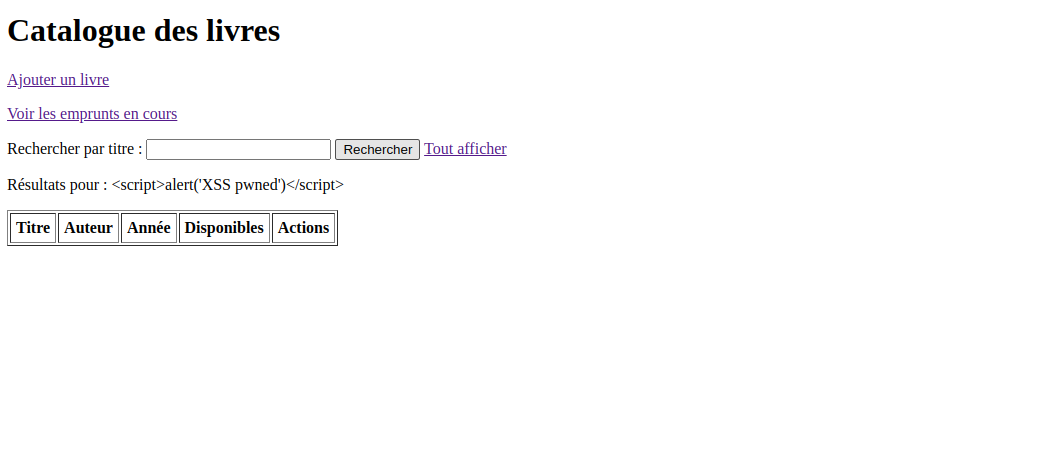 Catalogue des livres
Ajouter un livre
Voir les emprunts en cours
Rechercher par titre : Rechercher Tout afficher
Résultats pour : <script>alert('XSS pwned')</script>
Titre Auteur Année Disponibles Actions